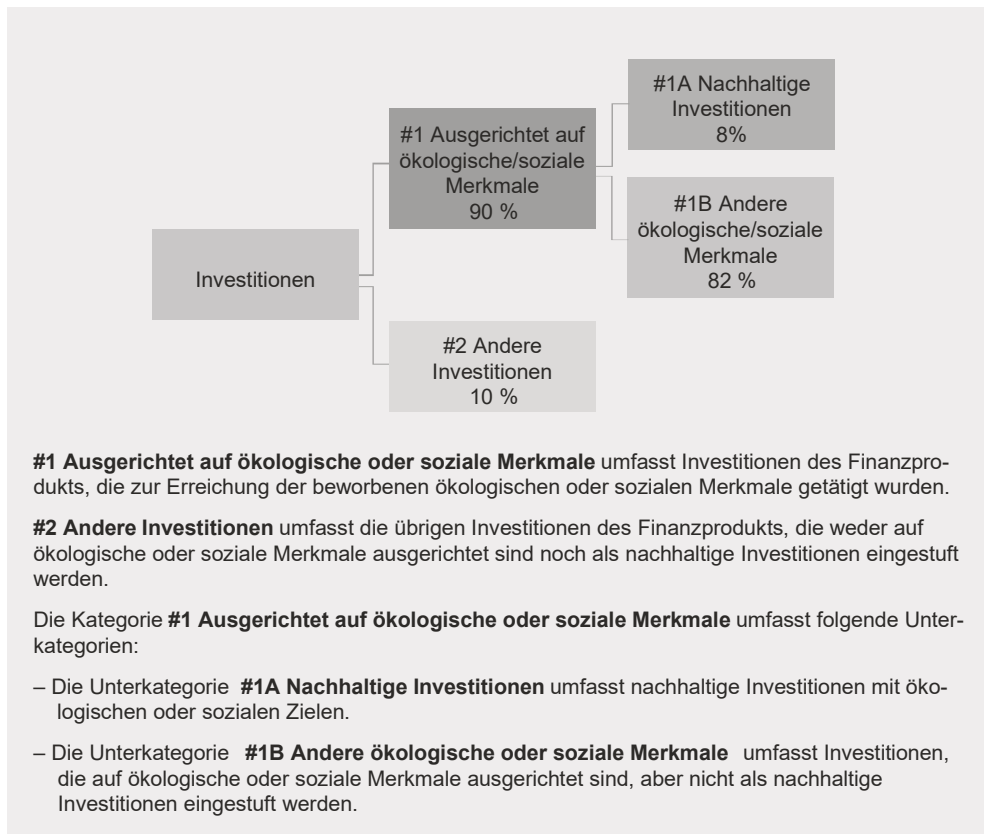 #1A Nachhaltige
Investitionen
8%
#1 Ausgerichtet auf
ökologische/soziale
Merkmale
90 %
#1B Andere
ökologische/soziale
Merkmale
82 %
Investitionen
#2 Andere
Investitionen
10 %
#1 Ausgerichtet auf ökologische oder soziale Merkmale umfasst Investitionen des Finanzpro-
dukts, die zur Erreichung der beworbenen ökologischen oder sozialen Merkmale getätigt wurden.
#2 Andere Investitionen umfasst die übrigen Investitionen des Finanzprodukts, die weder auf
ökologische oder soziale Merkmale ausgerichtet sind noch als nachhaltige Investitionen eingestuft
werden.
Die Kategorie #1 Ausgerichtet auf ökologische oder soziale Merkmale umfasst folgende Unter-
kategorien:
– Die Unterkategorie #1A Nachhaltige Investitionen umfasst nachhaltige Investitionen mit öko-
logischen oder sozialen Zielen.
– Die Unterkategorie #1B Andere ökologische oder soziale Merkmale umfasst Investitionen,
die auf ökologische oder soziale Merkmale ausgerichtet sind, aber nicht als nachhaltige
Investitionen eingestuft werden.